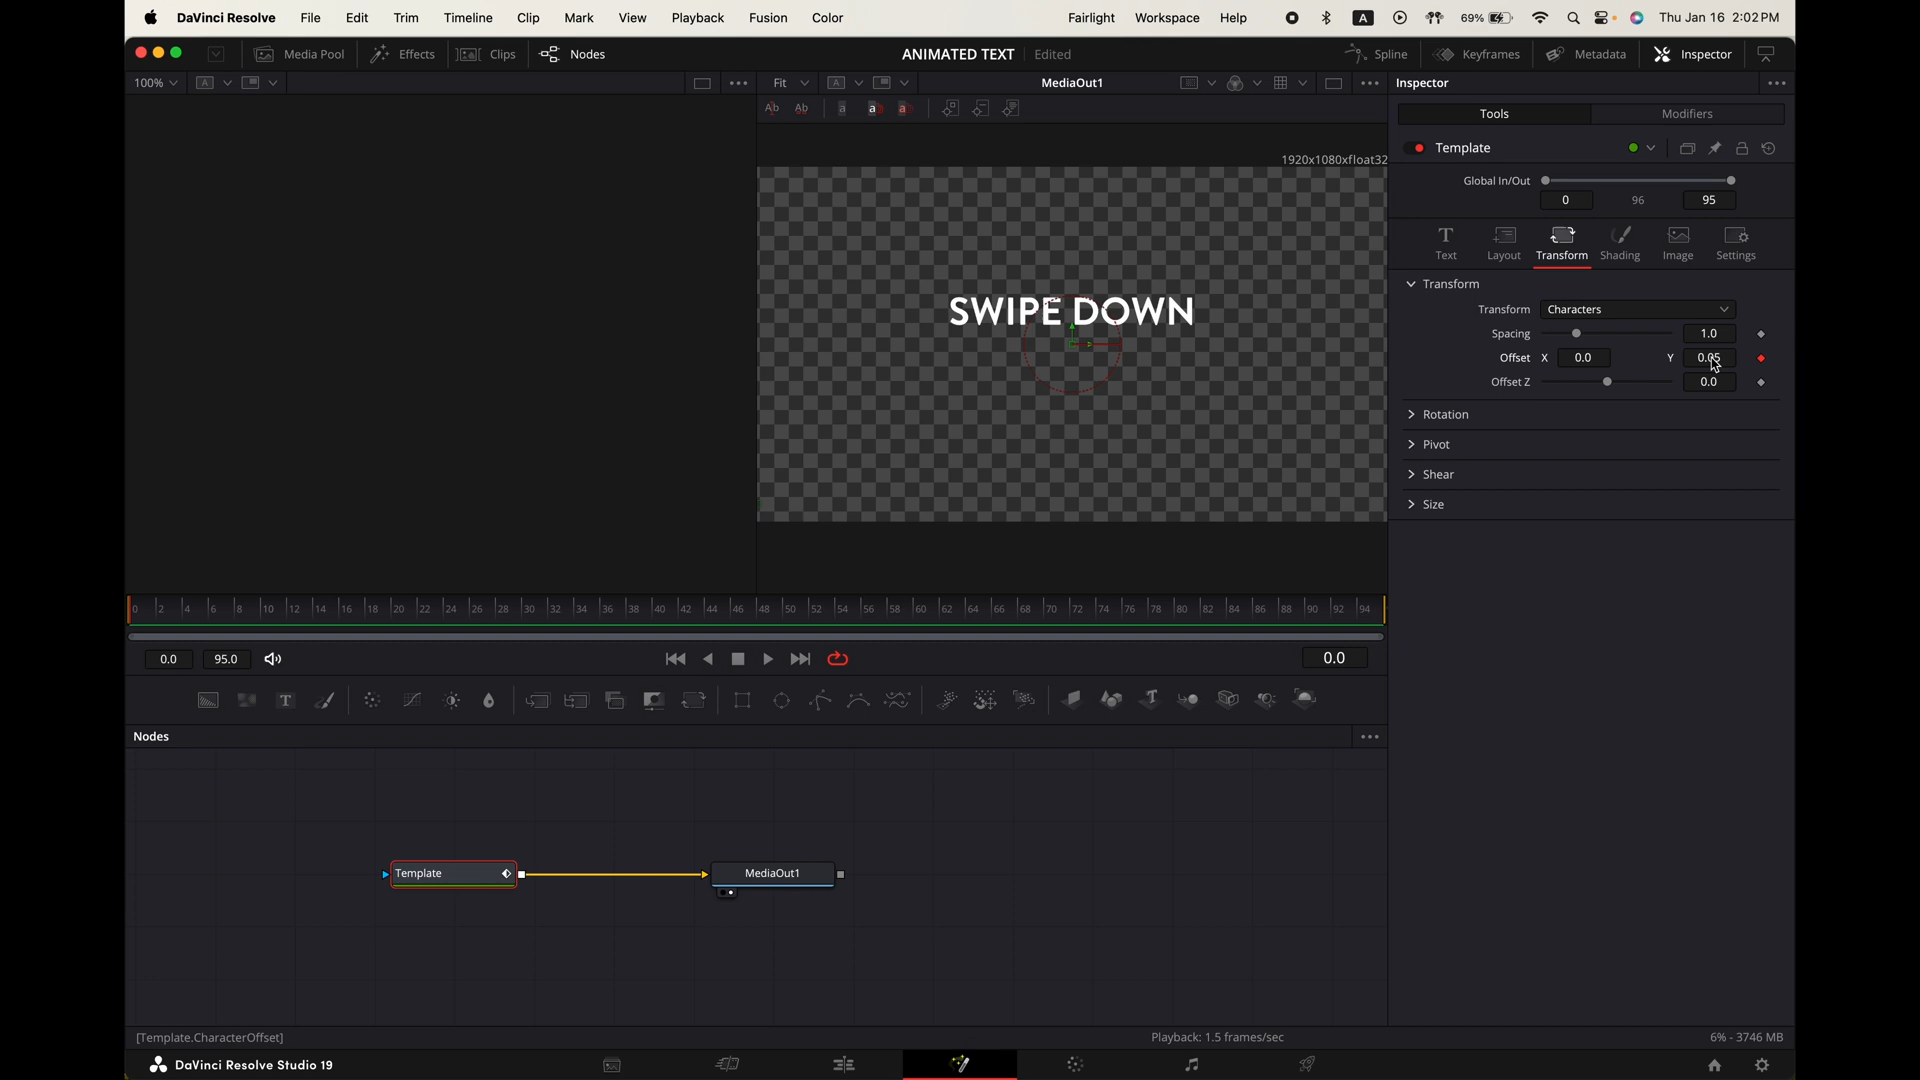 DaVinci Resolve File Edit Trim Timeline Clip Mark View Playback Fusion Color Fairlight Workspace Help A 69% Thu Jan 16 2:02 PM
Media Pool Effects Clips Nodes ANIMATED TEXT Edited Spline Keyframes Metadata Inspector
100% A Fit A MediaOut1 Inspector
Ab Ab a a a
Tools Modifiers
Template
1920x1080xfloat32
Global In/Out
0 96 95
Text Layout Transform Shading Image Settings
Transform
Transform Characters
Spacing 1.0
Offset X 0.0 Y 0.05
Offset Z 0.0
Rotation
Pivot
Shear
Size
SWIPE DOWN
0 2 4 6 8 10 12 14 16 18 20 22 24 26 28 30 32 34 36 38 40 42 44 46 48 50 52 54 56 58 60 62 64 66 68 70 72 74 76 78 80 82 84 86 88 90 92 94
0.0 95.0 0.0
T T
Nodes
Template MediaOut1
[Template.CharacterOffset] Playback: 1.5 frames/sec 6% - 3746 MB
DaVinci Resolve Studio 19